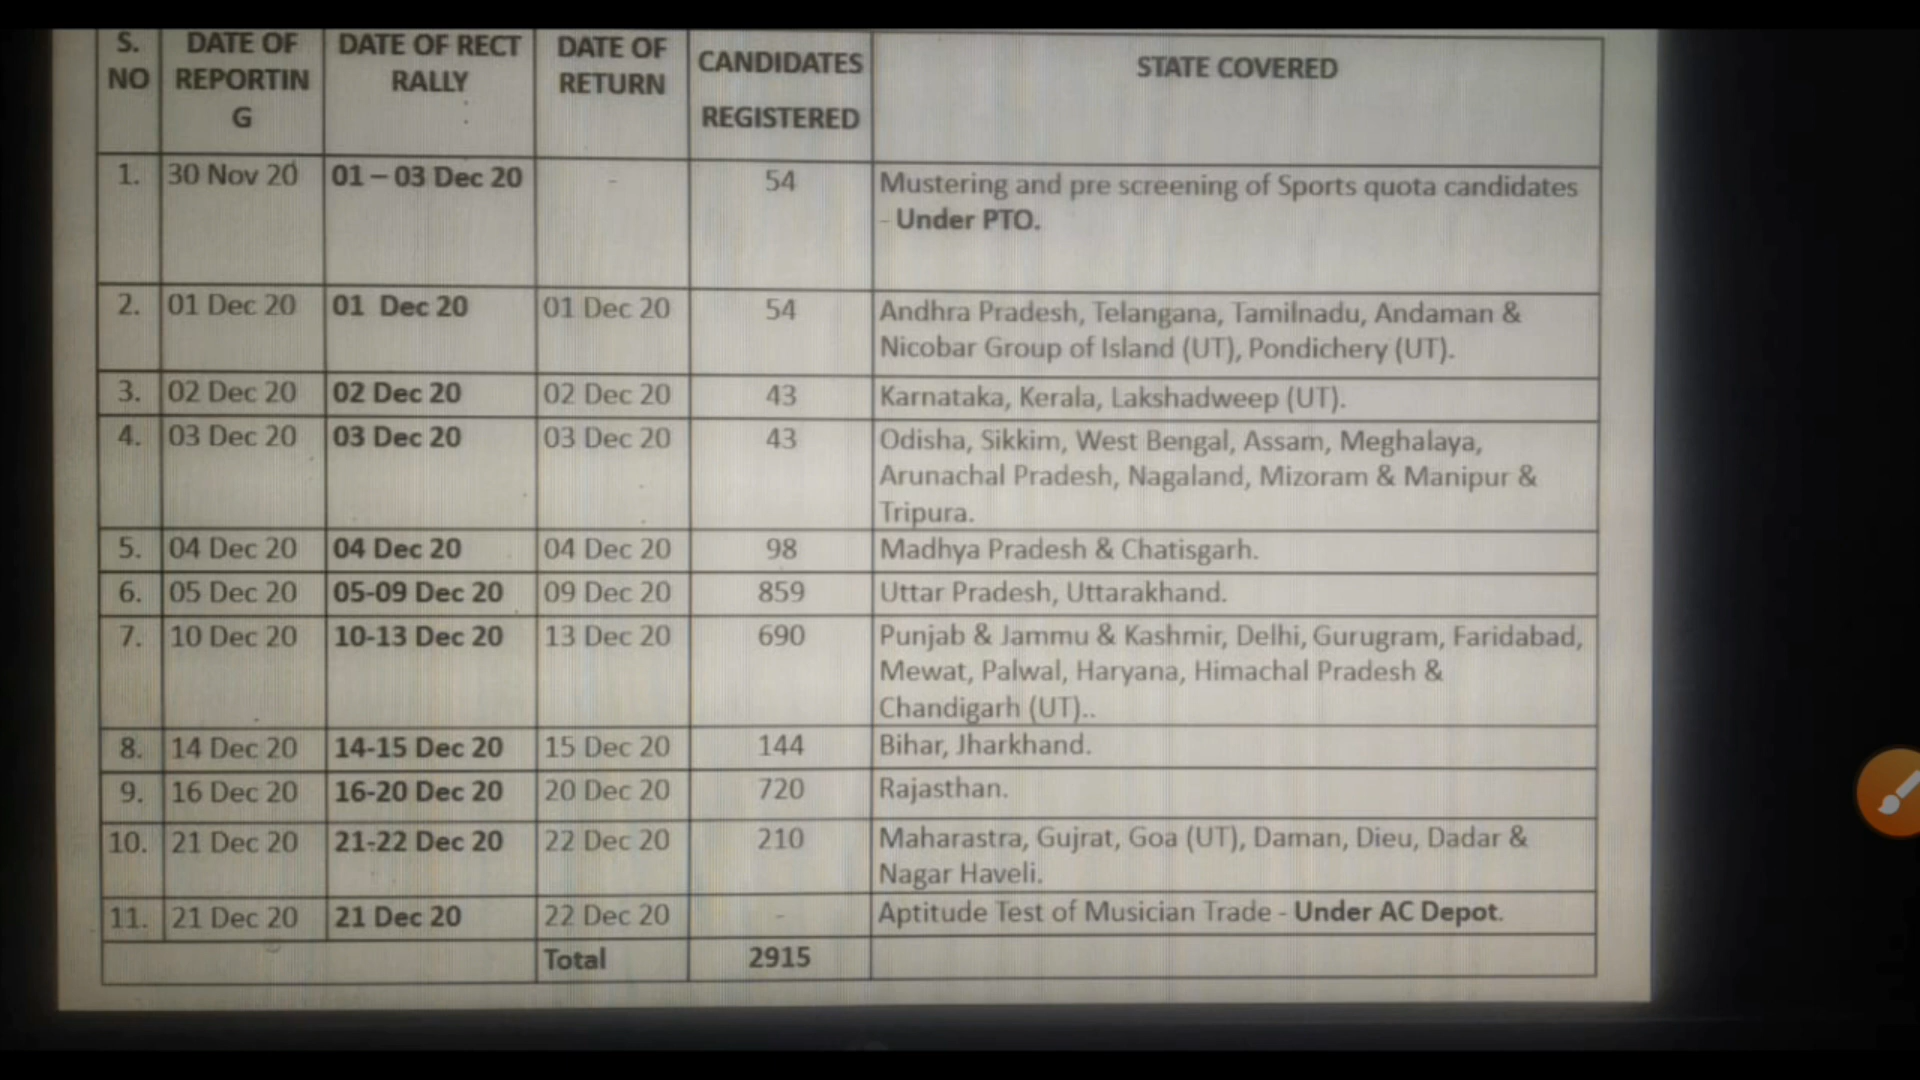 S. NO | DATE OF REPORTIN G | DATE OF RECT RALLY | DATE OF RETURN | CANDIDATES REGISTERED | STATE COVERED
1. | 30 Nov 20 | 01 – 03 Dec 20 | - | 54 | Mustering and pre screening of Sports quota candidates
- Under PTO.
2. | 01 Dec 20 | 01 Dec 20 | 01 Dec 20 | 54 | Andhra Pradesh, Telangana, Tamilnadu, Andaman &
Nicobar Group of Island (UT), Pondichery (UT).
3. | 02 Dec 20 | 02 Dec 20 | 02 Dec 20 | 43 | Karnataka, Kerala, Lakshadweep (UT).
4. | 03 Dec 20 | 03 Dec 20 | 03 Dec 20 | 43 | Odisha, Sikkim, West Bengal, Assam, Meghalaya,
Arunachal Pradesh, Nagaland, Mizoram & Manipur &
Tripura.
5. | 04 Dec 20 | 04 Dec 20 | 04 Dec 20 | 98 | Madhya Pradesh & Chatisgarh.
6. | 05 Dec 20 | 05-09 Dec 20 | 09 Dec 20 | 859 | Uttar Pradesh, Uttarakhand.
7. | 10 Dec 20 | 10-13 Dec 20 | 13 Dec 20 | 690 | Punjab & Jammu & Kashmir, Delhi, Gurugram, Faridabad,
Mewat, Palwal, Haryana, Himachal Pradesh &
Chandigarh (UT)..
8. | 14 Dec 20 | 14-15 Dec 20 | 15 Dec 20 | 144 | Bihar, Jharkhand.
9. | 16 Dec 20 | 16-20 Dec 20 | 20 Dec 20 | 720 | Rajasthan.
10. | 21 Dec 20 | 21-22 Dec 20 | 22 Dec 20 | 210 | Maharastra, Gujrat, Goa (UT), Daman, Dieu, Dadar &
Nagar Haveli.
11. | 21 Dec 20 | 21 Dec 20 | 22 Dec 20 | - | Aptitude Test of Musician Trade - Under AC Depot.
Total | 2915